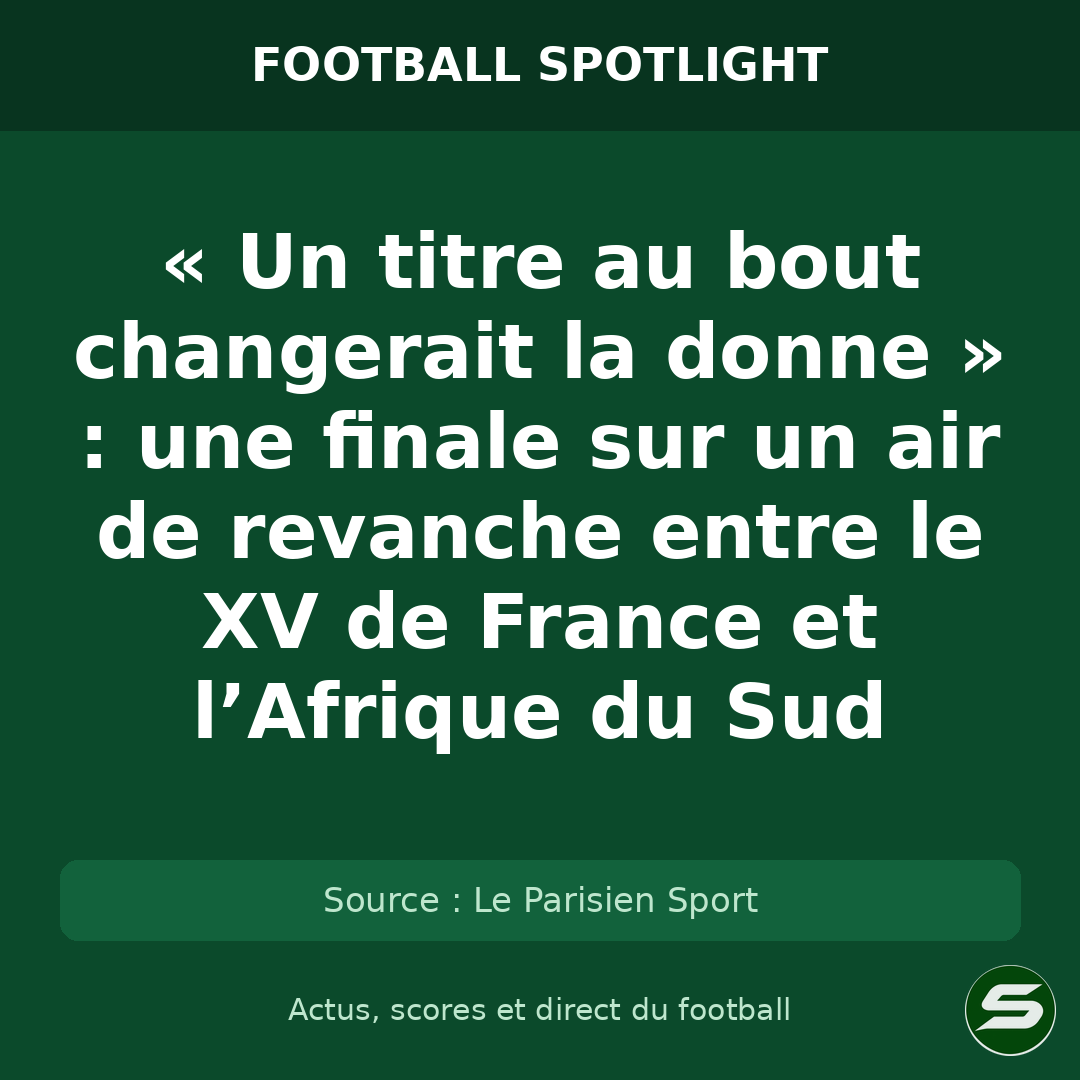 FOOTBALL SPOTLIGHT
« Un titre au bout
changerait la donne »
: une finale sur un air
de revanche entre le
XV de France et
l’Afrique du Sud
Source : Le Parisien Sport
Actus, scores et direct du football